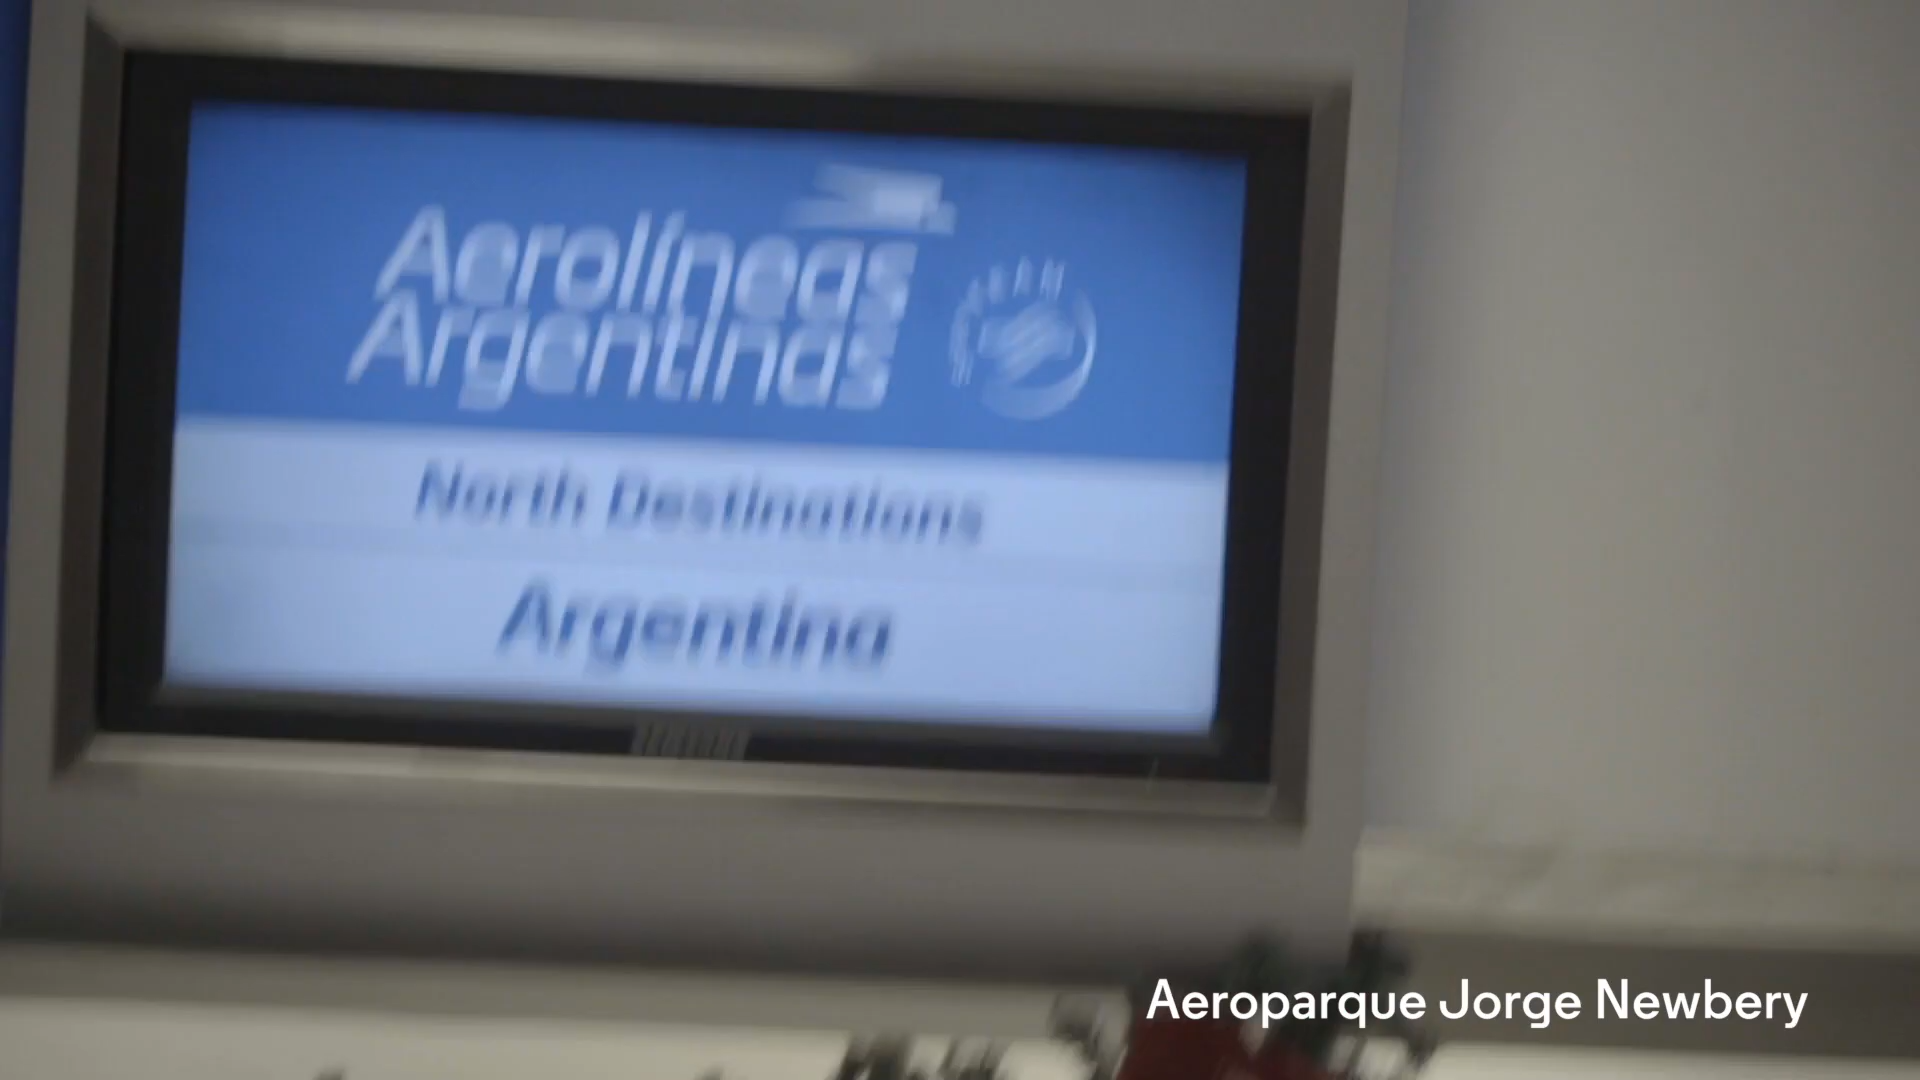 Aerolíneas
Argentinas
North Destinations
Argentina
Aeroparque Jorge Newbery